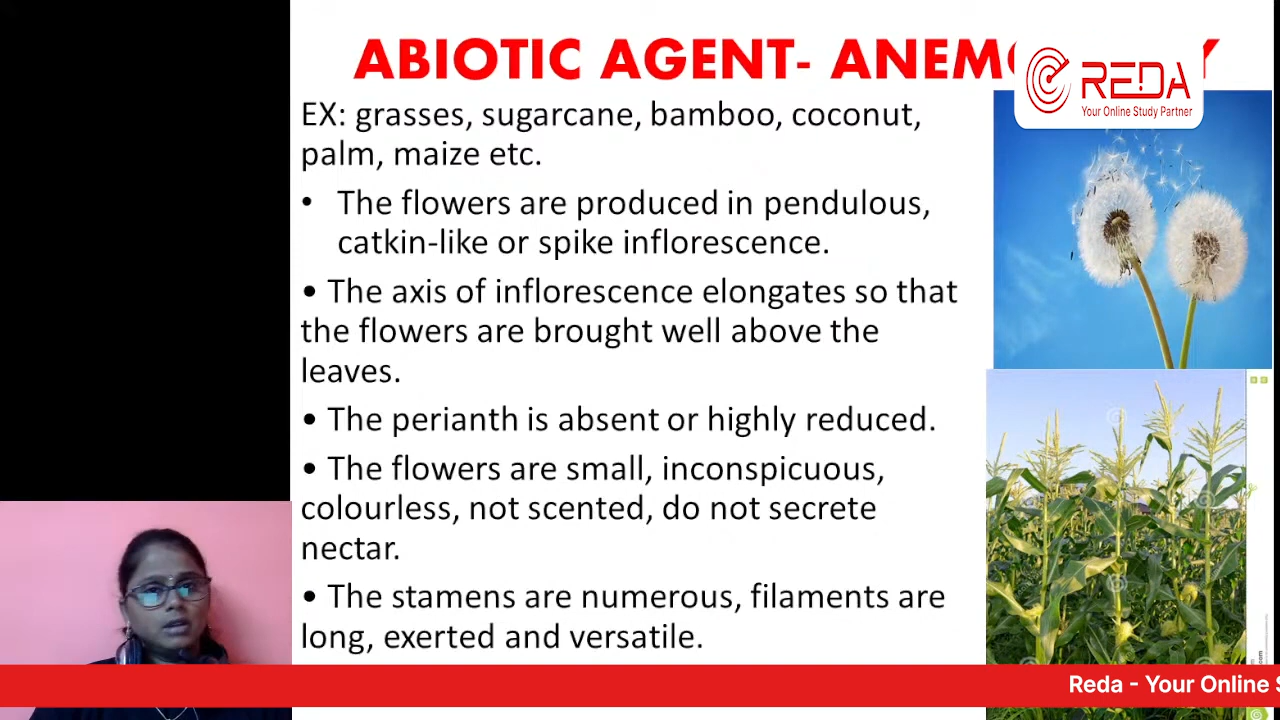 ABIOTIC AGENT- ANEM
REDA
Your Online Study Partner
EX: grasses, sugarcane, bamboo, coconut,
palm, maize etc.
• The flowers are produced in pendulous,
catkin-like or spike inflorescence.
• The axis of inflorescence elongates so that
the flowers are brought well above the
leaves.
• The perianth is absent or highly reduced.
• The flowers are small, inconspicuous,
colourless, not scented, do not secrete
nectar.
• The stamens are numerous, filaments are
long, exerted and versatile.
Reda - Your Online S